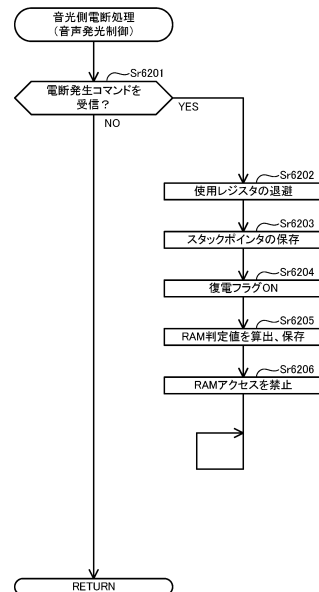 音光側電断処理
(音声発光制御)
Sr6201
電断発生コマンドを
受信?
YES
NO
Sr6202
使用レジスタの退避
Sr6203
スタックポインタの保存
Sr6204
復電フラグON
Sr6205
RAM判定値を算出、保存
Sr6206
RAMアクセスを禁止
RETURN